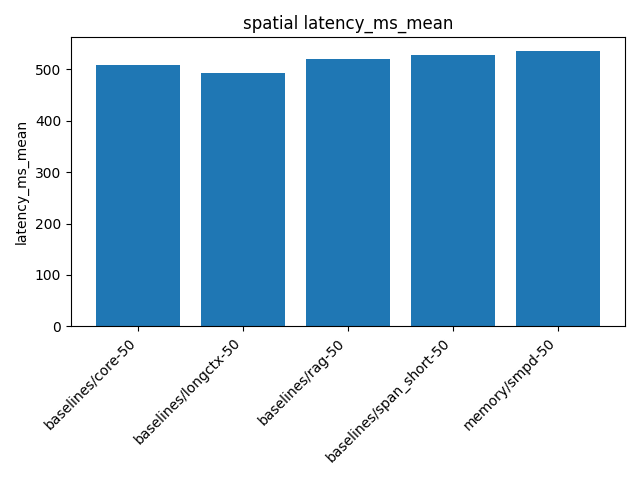 spatial latency_ms_mean
latency_ms_mean
500
400
300
200
100
0
baselines/core-50
baselines/longctx-50
baselines/rag-50
baselines/span_short-50
memory/smpd-50